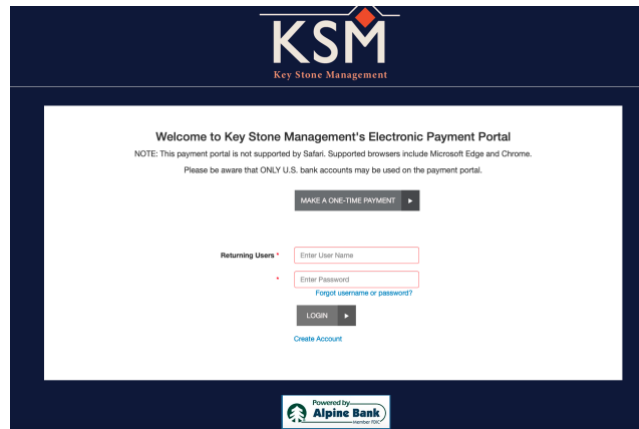 KSM
Key Stone Management
Welcome to Key Stone Management's Electronic Payment Portal
NOTE: This payment portal is not supported by Safari. Supported browsers include Microsoft Edge and Chrome.
Please be aware that ONLY U.S. bank accounts may be used on the payment portal.
MAKE A ONE-TIME PAYMENT
Returning Users *
Enter User Name
*
Enter Password
Forgot username or password?
LOGIN
Create Account
Powered by
Alpine Bank
Member FDIC